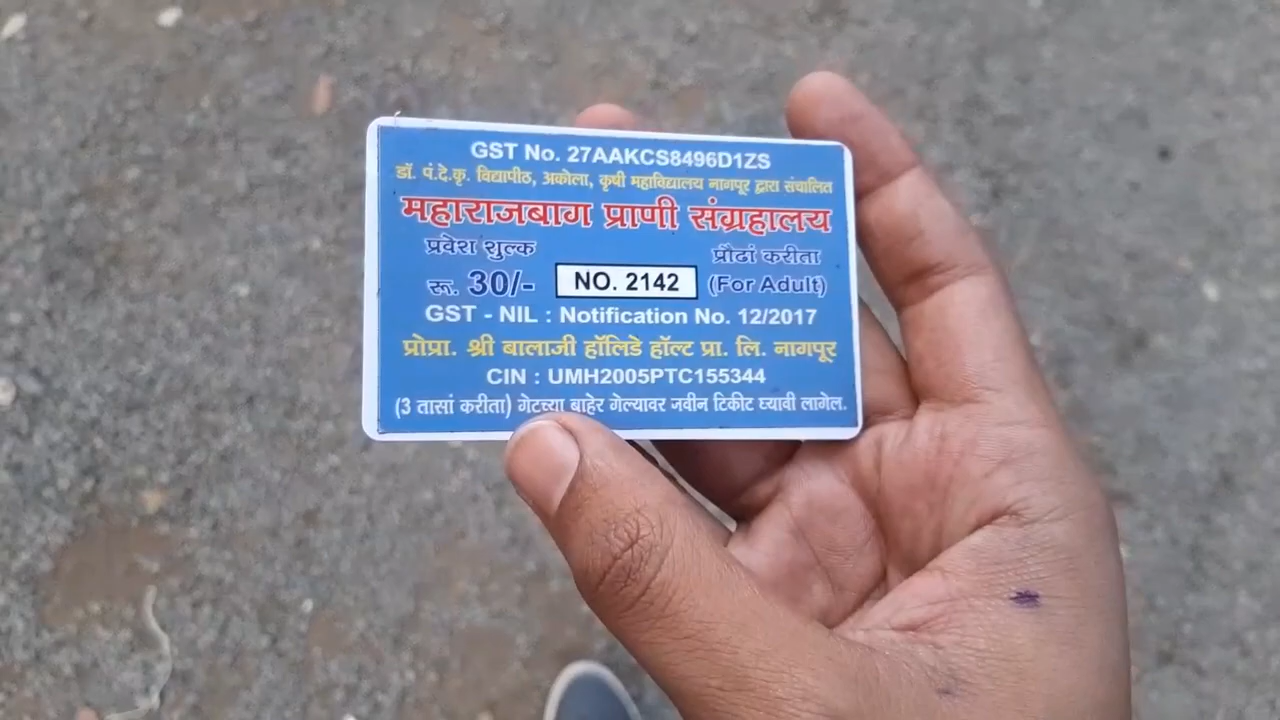 GST No. 27AAKCS8496D1ZS
डॉ. पं.दे.कृ. विद्यापीठ, अकोला, कृषी महाविद्यालय नागपूर द्वारा संचालित
महाराजबाग प्राणी संग्रहालय
प्रवेश शुल्क प्रौढां करीता
रू. 30/- NO. 2142 (For Adult)
GST - NIL : Notification No. 12/2017
प्रोप्रा. श्री बालाजी हॉलिडे हॉल्ट प्रा. लि. नागपूर
CIN : UMH2005PTC155344
(3 तासां करीता) गेटच्या बाहेर गेल्यावर नवीन टिकीट घ्यावी लागेल.